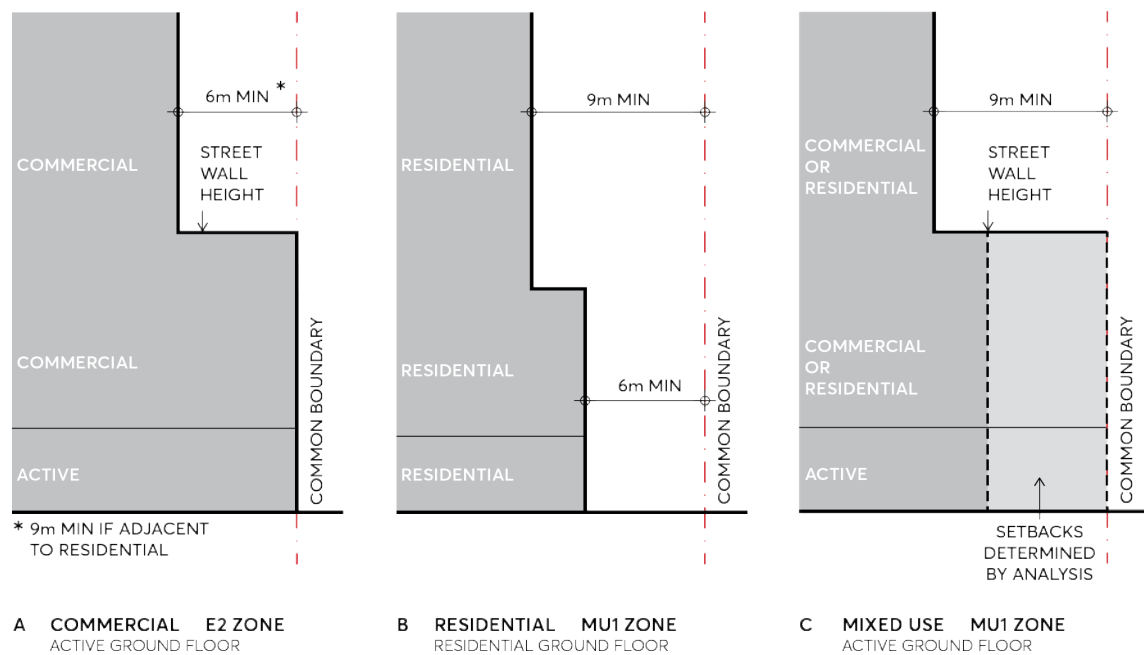 6m MIN *
COMMERCIAL
STREET
WALL
HEIGHT
COMMERCIAL
ACTIVE
COMMON BOUNDARY
* 9m MIN IF ADJACENT
TO RESIDENTIAL
A COMMERCIAL E2 ZONE
ACTIVE GROUND FLOOR
9m MIN
RESIDENTIAL
RESIDENTIAL
6m MIN
RESIDENTIAL
COMMON BOUNDARY
B RESIDENTIAL MU1 ZONE
RESIDENTIAL GROUND FLOOR
9m MIN
COMMERCIAL
OR
RESIDENTIAL
STREET
WALL
HEIGHT
COMMERCIAL
OR
RESIDENTIAL
ACTIVE
COMMON BOUNDARY
SETBACKS
DETERMINED
BY ANALYSIS
C MIXED USE MU1 ZONE
ACTIVE GROUND FLOOR